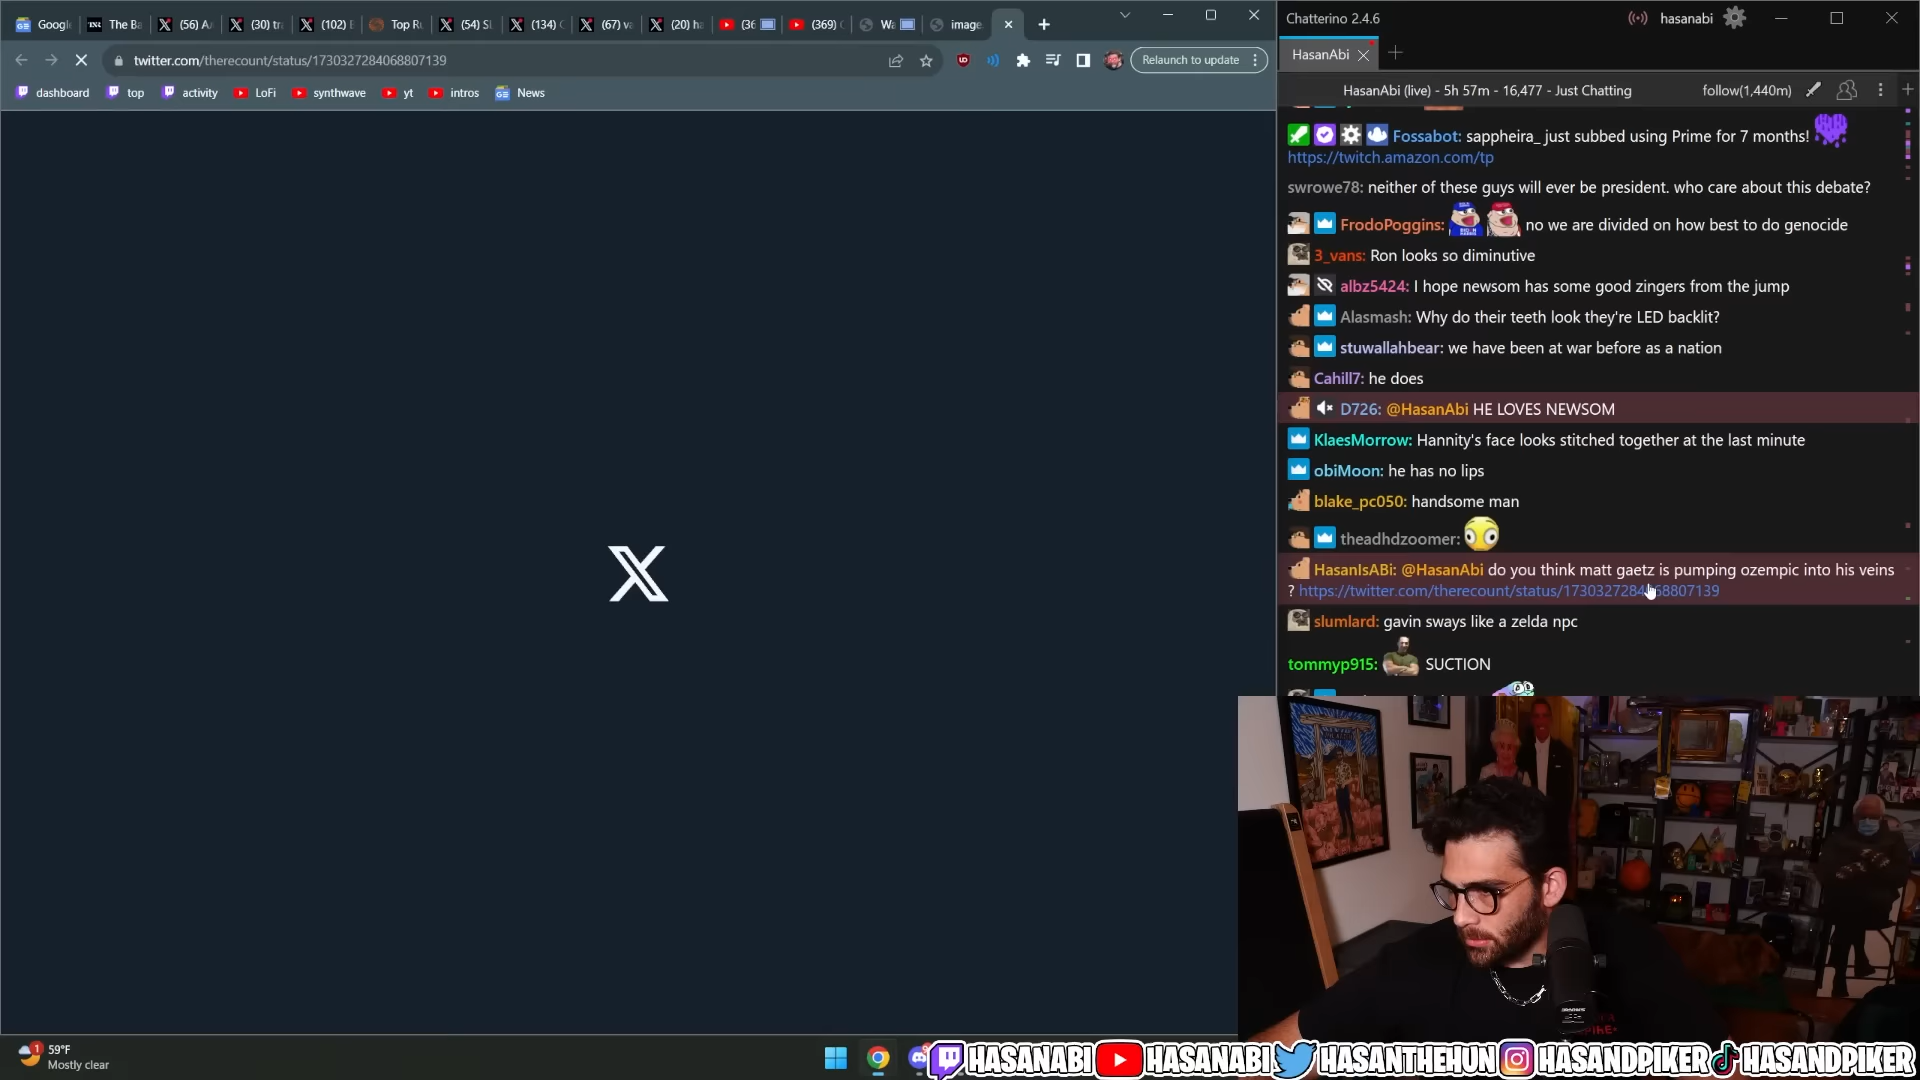 Google
The Ba
(56) A
(30) tr
(102) E
Top Ru
(54) Sl
(134) C
(67) va
(20) ha
(36
(369)
Wa
image
twitter.com/therecount/status/1730327284068807139
Relaunch to update
dashboard
top
activity
LoFi
synthwave
yt
intros
News
Chatterino 2.4.6
hasanabi
HasanAbi
HasanAbi (live) - 5h 57m - 16,477 - Just Chatting
follow(1,440m)
Fossabot: sappheira_ just subbed using Prime for 7 months!
https://twitch.amazon.com/tp
swrowe78: neither of these guys will ever be president. who care about this debate?
FrodoPoggins: no we are divided on how best to do genocide
3_vans: Ron looks so diminutive
albz5424: I hope newsom has some good zingers from the jump
Alasmash: Why do their teeth look they're LED backlit?
stuwallahbear: we have been at war before as a nation
Cahill7: he does
D726: @HasanAbi HE LOVES NEWSOM
KlaesMorrow: Hannity's face looks stitched together at the last minute
obiMoon: he has no lips
blake_pc050: handsome man
theadhdzoomer:
HasanIsABi: @HasanAbi do you think matt gaetz is pumping ozempic into his veins
? https://twitter.com/therecount/status/1730327284068807139
slumlard: gavin sways like a zelda npc
tommyp915: SUCTION
1
59°F
Mostly clear
HASANABI
HASANABI
HASANTHEHUN
HASANDPIKER
HASANDPIKER